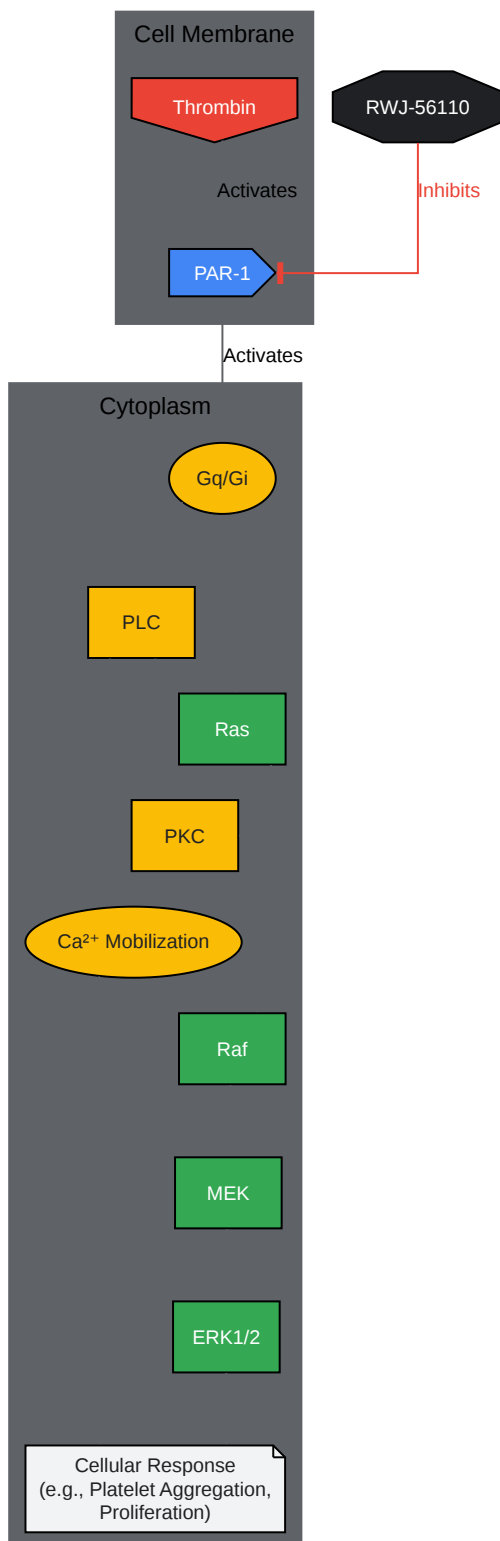 Cell Membrane
Thrombin
RWJ-56110
Activates
Inhibits
PAR-1
Activates
Cytoplasm
Gq/Gi
PLC
Ras
PKC
Ca²⁺ Mobilization
Raf
MEK
ERK1/2
Cellular Response
(e.g., Platelet Aggregation,
Proliferation)